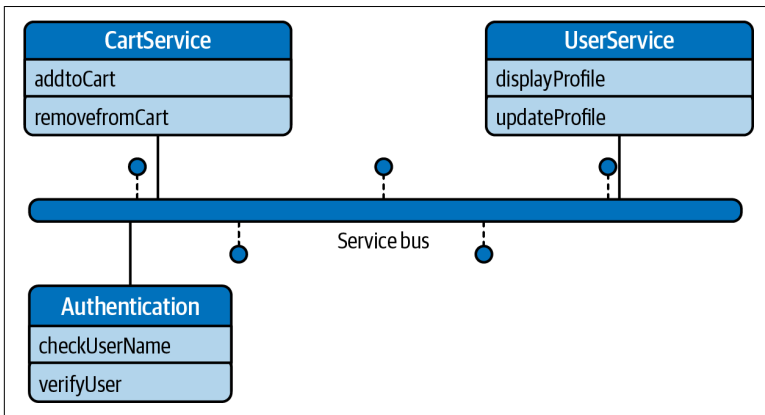 CartService
addtoCart
removefromCart
UserService
displayProfile
updateProfile
Service bus
Authentication
checkUserName
verifyUser